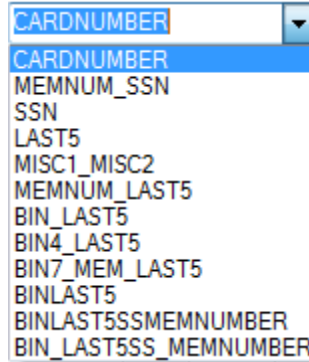 CARDNUMBER
CARDNUMBER
MEMNUM_SSN
SSN
LAST5
MISC1_MISC2
MEMNUM_LAST5
BIN_LAST5
BIN4_LAST5
BIN7_MEM_LAST5
BINLAST5
BINLAST5SSMEMNUMBER
BIN_LAST5SS_MEMNUMBER